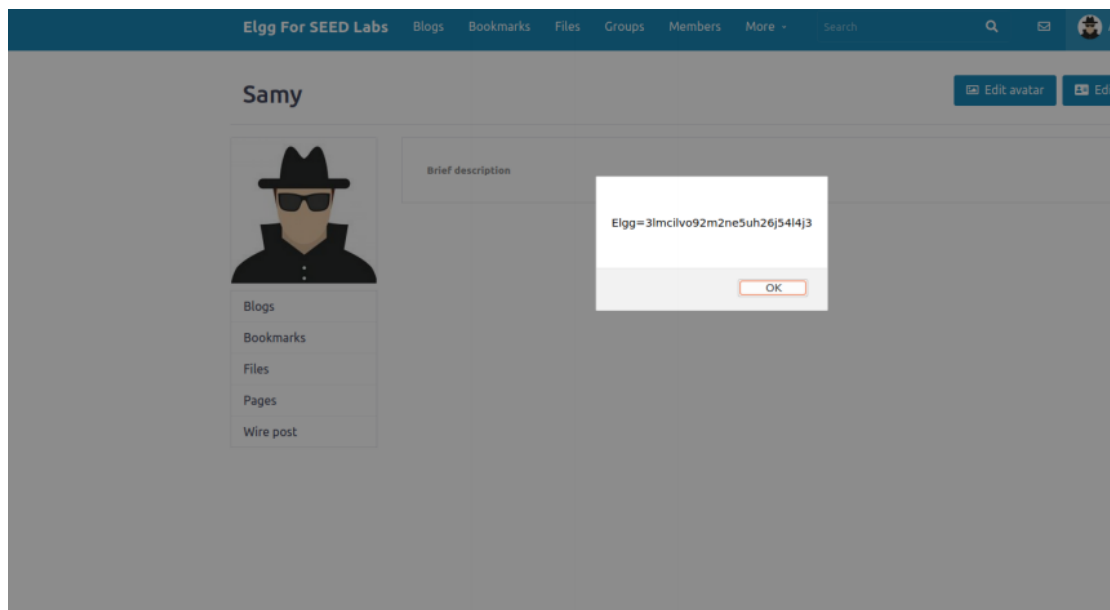 Elgg For SEED Labs Blogs Bookmarks Files Groups Members More Search
Samy
Edit avatar
Brief description
Elgg=3lmcilvo92m2ne5uh26j54l4j3
OK
Blogs
Bookmarks
Files
Pages
Wire post